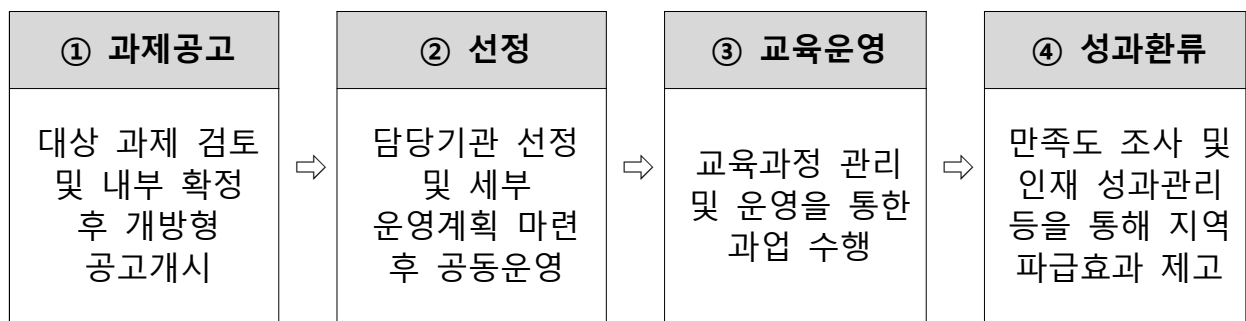 ① 과제공고
대상 과제 검토
및 내부 확정
후 개방형
공고개시
⇨
② 선정
담당기관 선정
및 세부
운영계획 마련
후 공동운영
⇨
③ 교육운영
교육과정 관리
및 운영을 통한
과업 수행
⇨
④ 성과환류
만족도 조사 및
인재 성과관리
등을 통해 지역
파급효과 제고